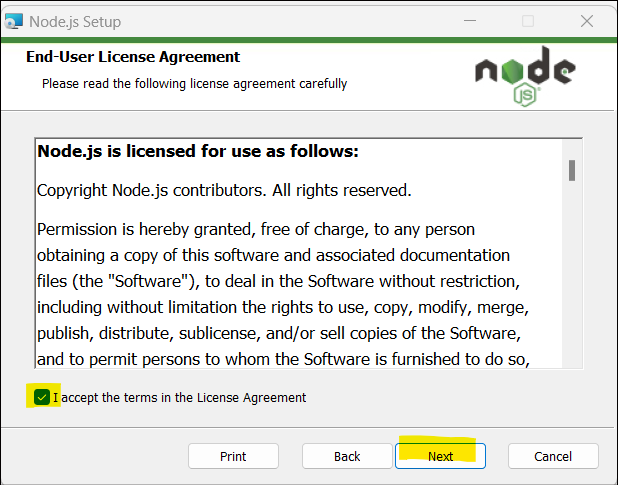 Node.js Setup
End-User License Agreement
Please read the following license agreement carefully
node
JS
Node.js is licensed for use as follows:
Copyright Node.js contributors. All rights reserved.
Permission is hereby granted, free of charge, to any person
obtaining a copy of this software and associated documentation
files (the "Software"), to deal in the Software without restriction,
including without limitation the rights to use, copy, modify, merge,
publish, distribute, sublicense, and/or sell copies of the Software,
and to permit persons to whom the Software is furnished to do so,
I accept the terms in the License Agreement
Print Back Next Cancel